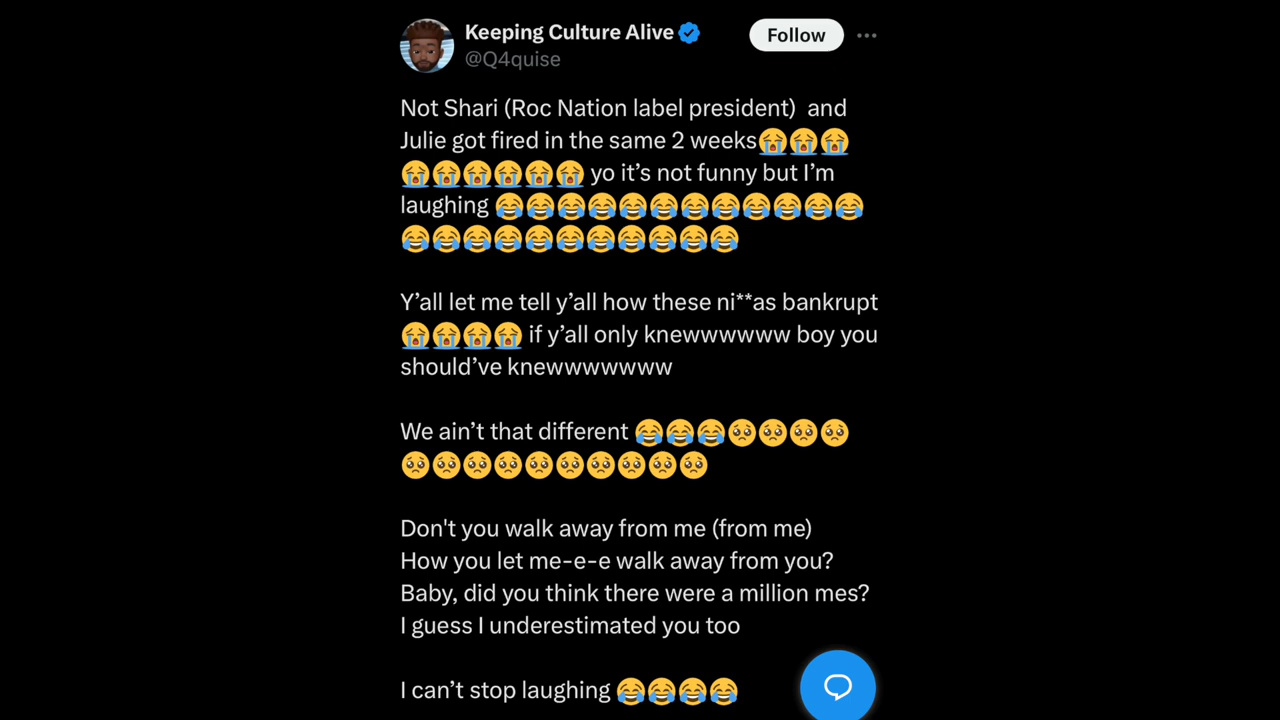 Keeping Culture Alive
Follow
@Q4quise
Not Shari (Roc Nation label president)  and
Julie got fired in the same 2 weeks😭😭😭
😭😭😭😭😭😭 yo it’s not funny but I’m
laughing 😂😂😂😂😂😂😂😂😂😂😂😂
😂😂😂😂😂😂😂😂😂😂😂
Y’all let me tell y’all how these ni**as bankrupt
😭😭😭😭 if y’all only knewwwwww boy you
should’ve knewwwwwww
We ain’t that different 😂😂😂🥺🥺🥺🥺
🥺🥺🥺🥺🥺🥺🥺🥺🥺🥺
Don't you walk away from me (from me)
How you let me-e-e walk away from you?
Baby, did you think there were a million mes?
I guess I underestimated you too
I can’t stop laughing 😂😂😂😂